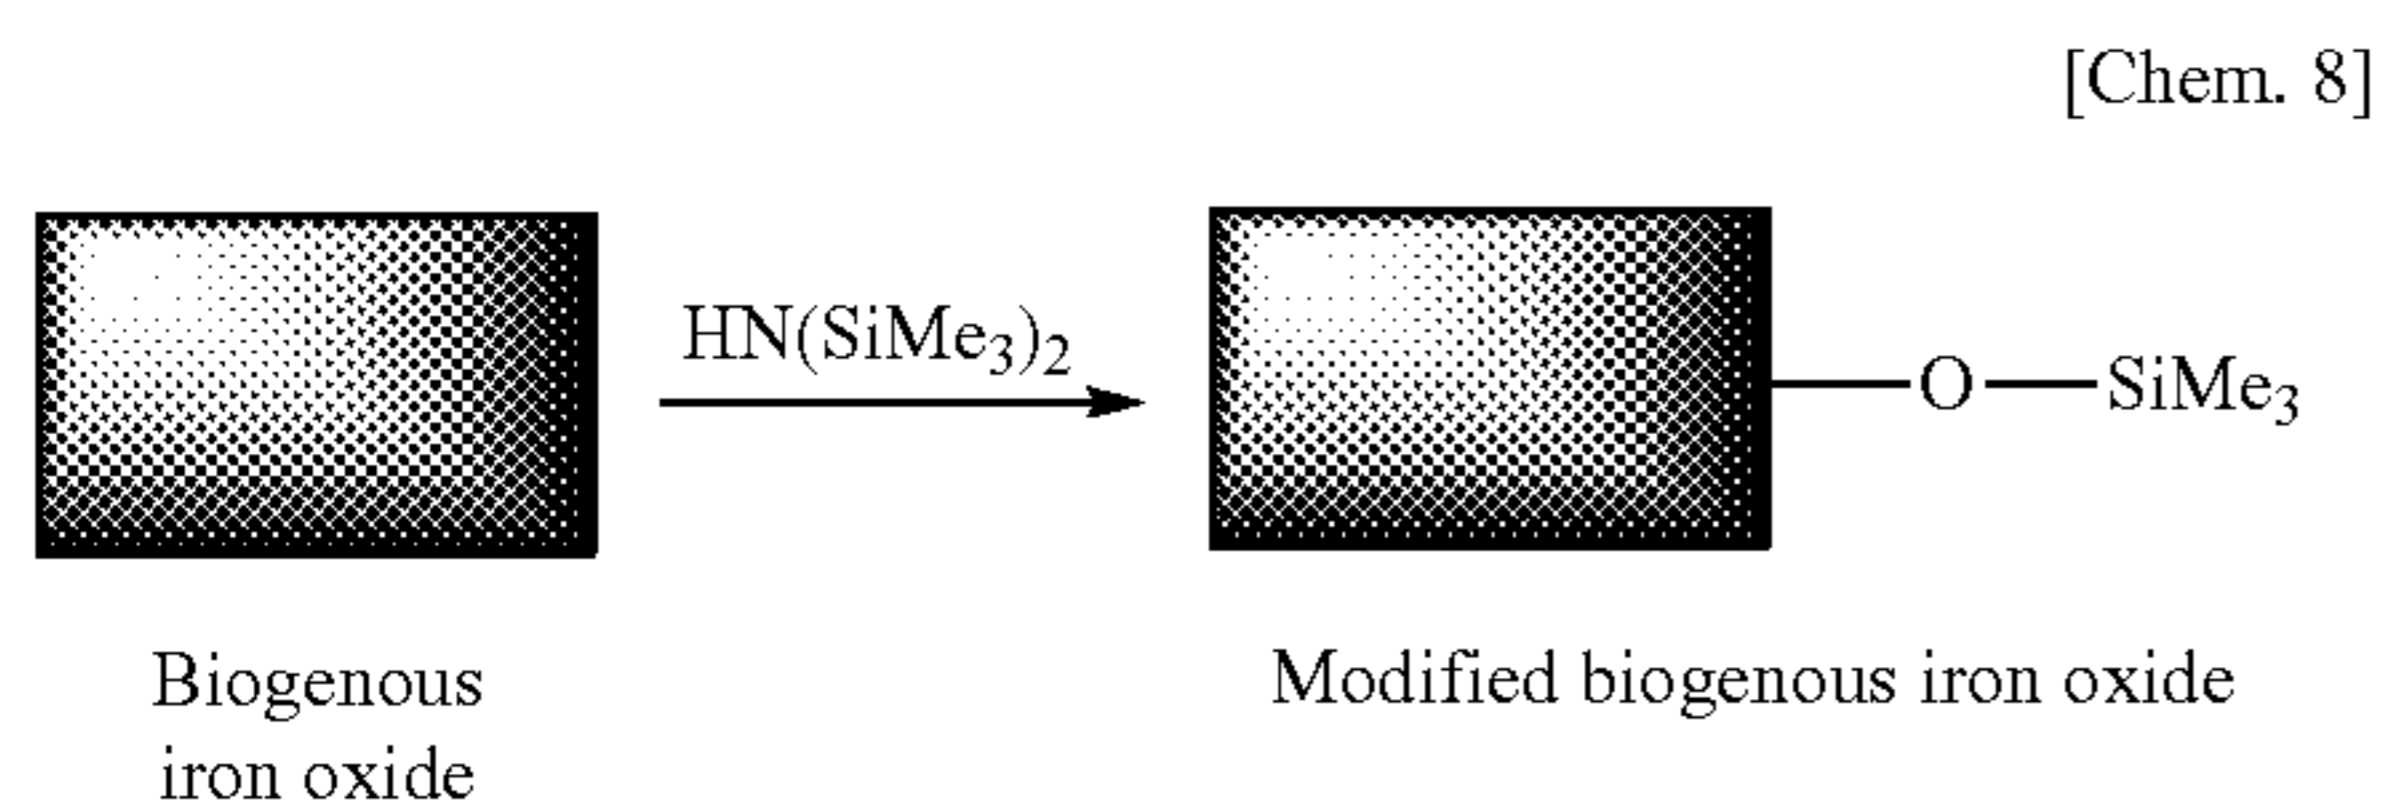 [Chem. 8]
HN(SiMe3)2
O
SiMe3
Biogenous
iron oxide
Modified biogenous iron oxide